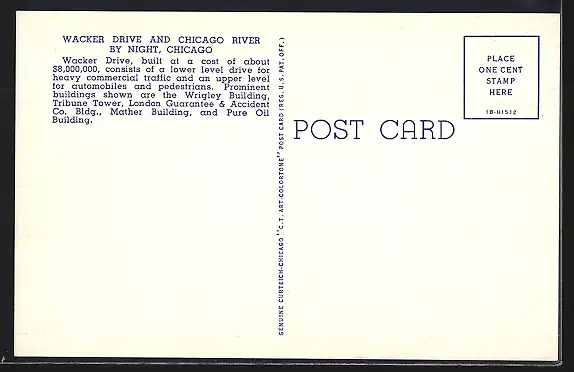 WACKER DRIVE AND CHICAGO RIVER
BY NIGHT, CHICAGO
Wacker Drive, built at a cost of about
$8,000,000, consists of a lower level drive for
heavy commercial traffic and an upper level
for automobiles and pedestrians. Prominent
buildings shown are the Wrigley Building,
Tribune Tower, London Guarantee & Accident
Co. Bldg., Mather Building, and Pure Oil
Building.
GENUINE CURTEICH-CHICAGO "C.T. ART-COLORTONE" POST CARD (REG. U.S. PAT. OFF.)
POST CARD
PLACE
ONE CENT
STAMP
HERE
1B-H1512